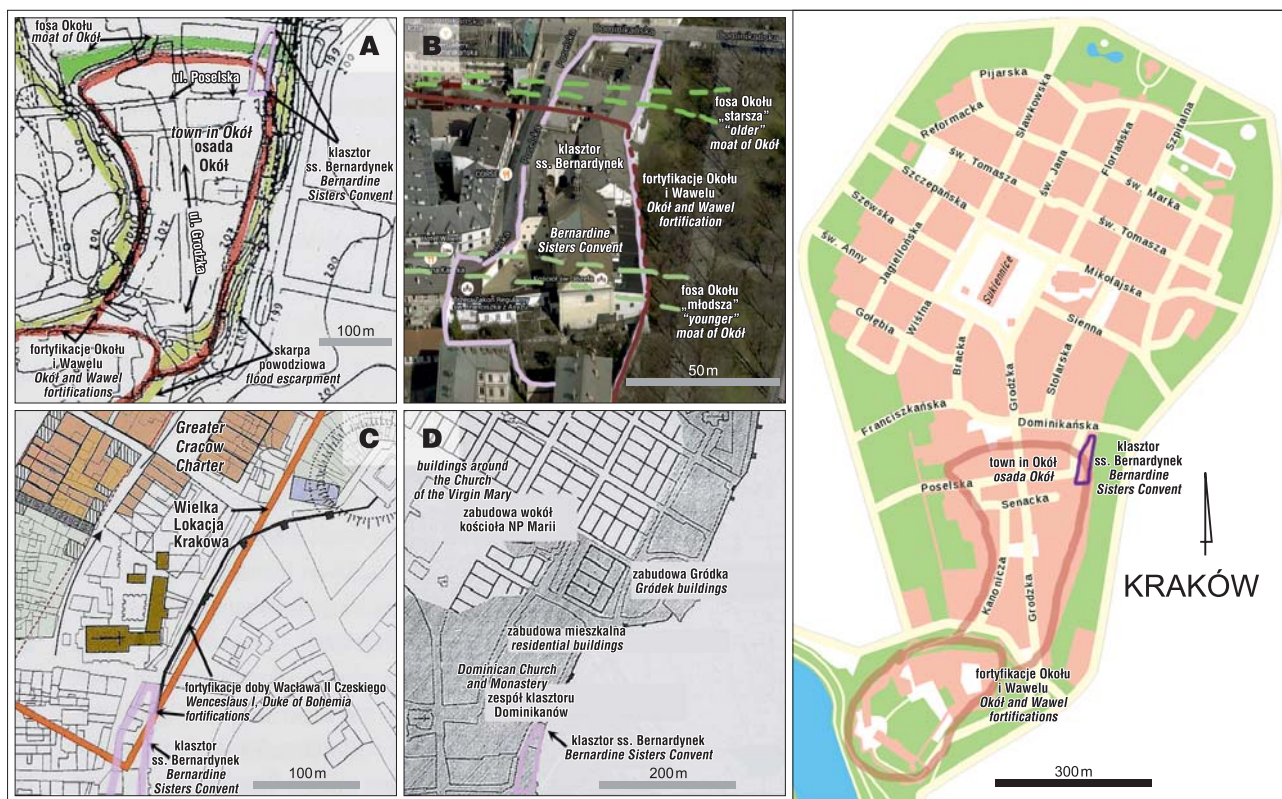 A
fosa Okołu
moat of Okół
ul. Poselska
town in Okół
osada
Okół
klasztor
ss. Bernardynek
Bernardine
Sisters Convent
ul. Grodzka
fortyfikacje Okołu
i Wawelu
Okół and Wawel
fortifications
skarpa
powodziowa
flood escarpment
100m
B
Dominikańska
Poselska
Poselska
fosa Okołu
„starsza”
“older”
moat of Okół
klasztor
ss. Bernardynek
fortyfikacje Okołu
i Wawelu
Okół and Wawel
fortification
Bernardine
Sisters Convent
fosa Okołu
„młodsza”
“younger”
moat of Okół
50m
C
Greater
Cracow
Charter
Wielka
Lokacja
Krakowa
fortyfikacje doby Wacława II Czeskiego
Wenceslaus I, Duke of Bohemia
fortifications
klasztor
ss. Bernardynek
Bernardine
Sisters Convent
100m
D
buildings around
the Church
of the Virgin Mary
zabudowa wokół
kościoła NP Marii
zabudowa Gródka
Gródek buildings
zabudowa mieszkalna
residential buildings
Dominican Church
and Monastery
zespół klasztoru
Dominikanów
klasztor ss. Bernardynek
Bernardine Sisters Convent
200m
Pijarska
Reformacka
Sławkowska
św. Jana
Floriańska
Szpitalna
św. Tomasza
św. Marka
Szczepańska
Szewska
św. Tomasza
św. Anny
Jagiellońska
Sukiennice
Mikołajska
Gołębia
Wiślna
Sienna
Bracka
Grodzka
Stolarska
Franciszkańska
Dominikańska
klasztor
ss. Bernardynek
Bernardine
Sisters Convent
town in Okół
osada Okół
Poselska
Senacka
Kanonicza
Grodzka
KRAKÓW
fortyfikacje Okołu
i Wawelu
Okół and Wawel
fortifications
300m